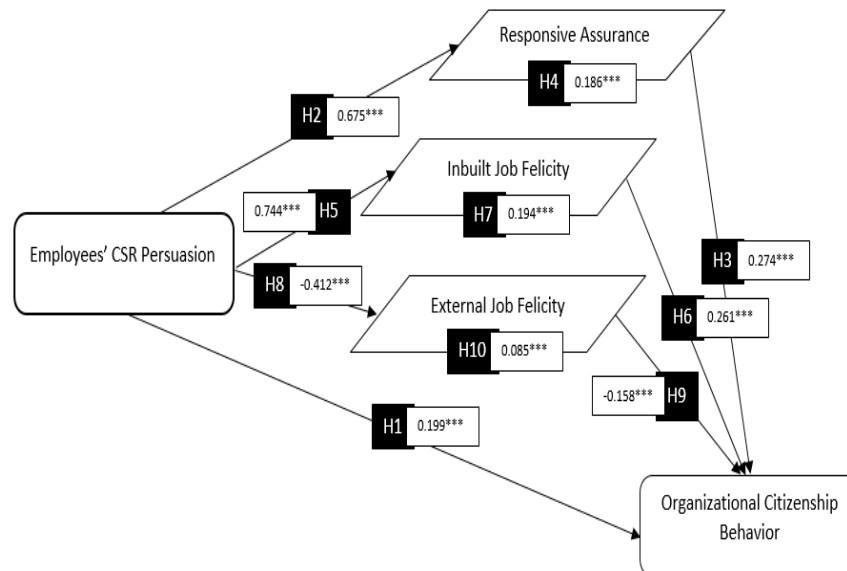 Responsive Assurance
H4 0.186***
H2 0.675***
Inbuilt Job Felicity
0.744*** H5
H7 0.194***
Employees’ CSR Persuasion
H3 0.274***
H8 -0.412***
External Job Felicity
H6 0.261***
H10 0.085***
-0.158*** H9
H1 0.199***
Organizational Citizenship
Behavior